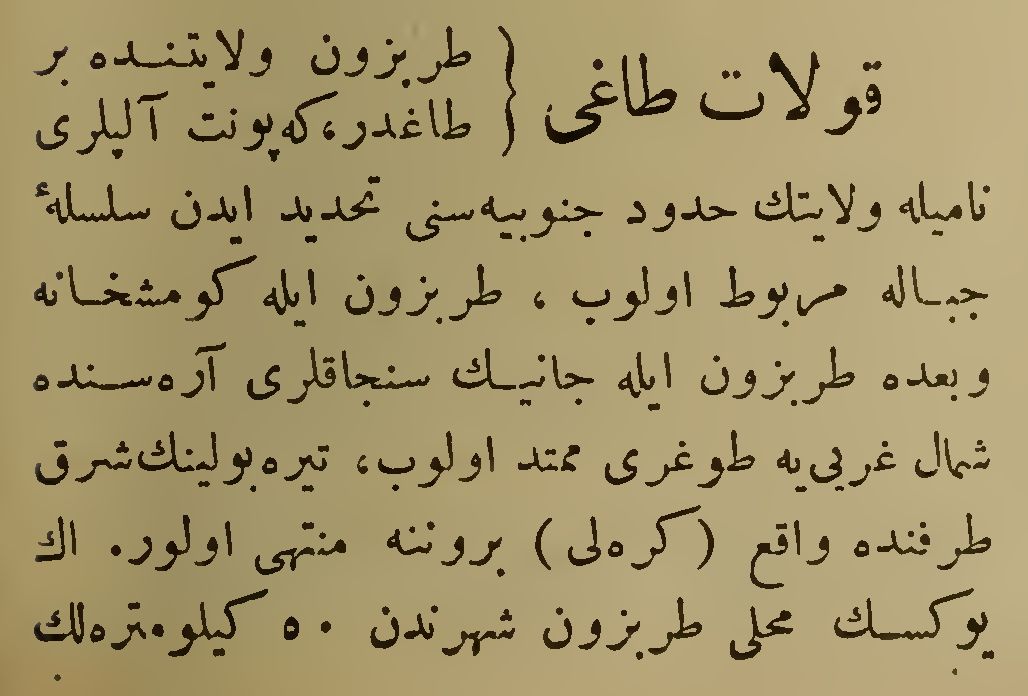 قولات طاغی { طربزون ولایتنده بر
طاغدر، که پونت آلپلری
نامیله ولایتك حدود جنوبیه‌سنی تحدید ایدن سلسلهٔ
جباله مربوط اولوب ، طربزون ایله کومشخانه
وبعده طربزون ایله جانیك سنجاقلری آره‌سنده
شمال غربی‌یه طوغری ممتد اولوب، تیره‌بولینك شرق
طرفنده واقع (کره‌لی) بروننه منتهی اولور. اك
یوکسك محلی طربزون شهرندن ٥٠ کیلومتره‌لك